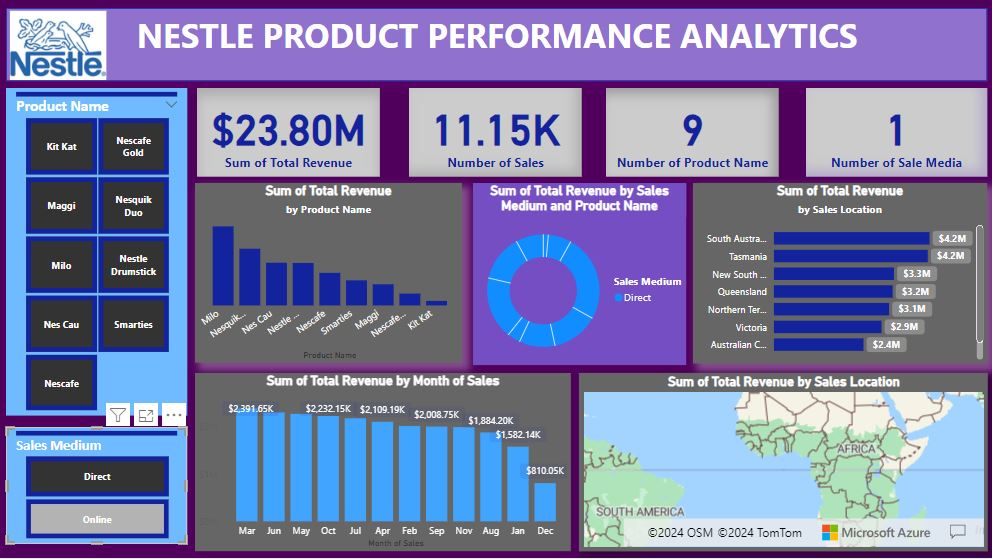 NESTLE PRODUCT PERFORMANCE ANALYTICS
Nestlé
Product Name
Kit Kat
Nescafe
Gold
Maggi
Nesquik
Duo
Milo
Nestle
Drumstick
Nes Cau
Smarties
Nescafe
Sales Medium
Direct
Online
$23.80M
Sum of Total Revenue
11.15K
Number of Sales
9
Number of Product Name
1
Number of Sale Media
Sum of Total Revenue
by Product Name
Milo
Nesquik...
Nes Cau
Nestle ...
Nescafe
Smarties
Maggi
Nescafe...
Kit Kat
Product Name
Sum of Total Revenue by Sales
Medium and Product Name
Sales Medium
Direct
Sum of Total Revenue
by Sales Location
South Austra... $4.2M
Tasmania $4.2M
New South ... $3.3M
Queensland $3.2M
Northern Ter... $3.1M
Victoria $2.9M
Australian C... $2.4M
Sum of Total Revenue by Month of Sales
$2,391.65K
$2,232.15K
$2,109.19K
$2,008.75K
$1,884.20K
$1,582.14K
$810.05K
Mar Jun May Oct Jul Apr Feb Sep Nov Aug Jan Dec
Month of Sales
Sum of Total Revenue by Sales Location
AFRICA
SOUTH AMERICA
©2024 OSM ©2024 TomTom
Microsoft Azure